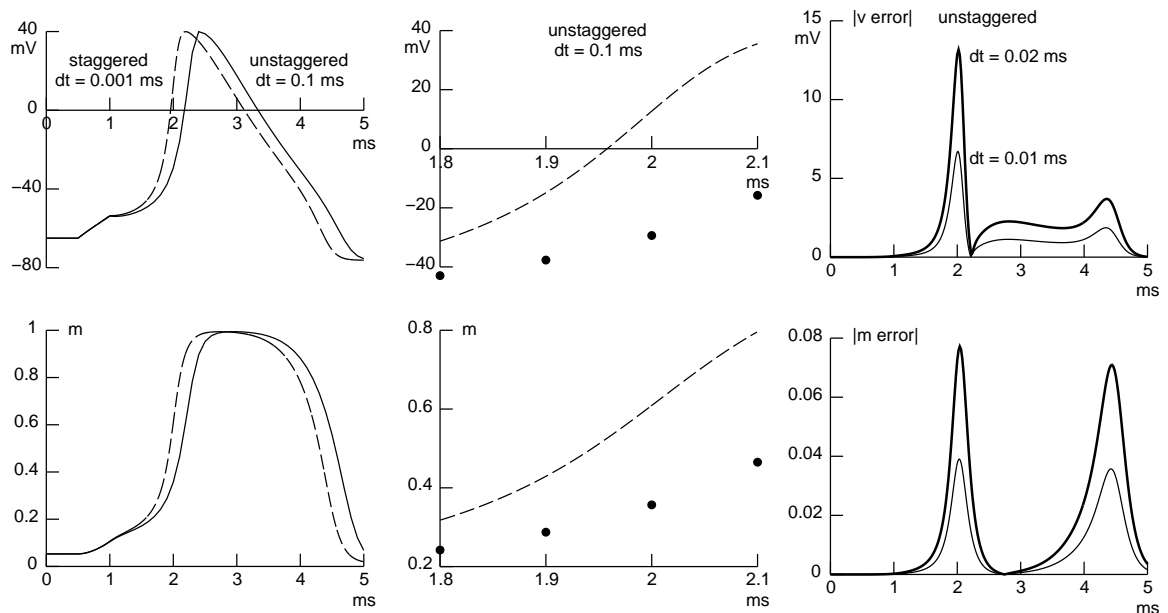 40
mV
staggered
dt = 0.001 ms
unstaggered
dt = 0.1 ms
0
0 1 2 3 4 5
ms
−40
−80
40
mV
unstaggered
dt = 0.1 ms
20
0
1.8 1.9 2 2.1
ms
−20
−40
15
|v error| unstaggered
mV
dt = 0.02 ms
10
dt = 0.01 ms
5
0
0 1 2 3 4 5
ms
1 m
0.8
0.6
0.4
0.2
0
0 1 2 3 4 5
ms
0.8 m
0.6
0.4
0.2
1.8 1.9 2 2.1
ms
0.08 |m error|
0.06
0.04
0.02
0
0 1 2 3 4 5
ms